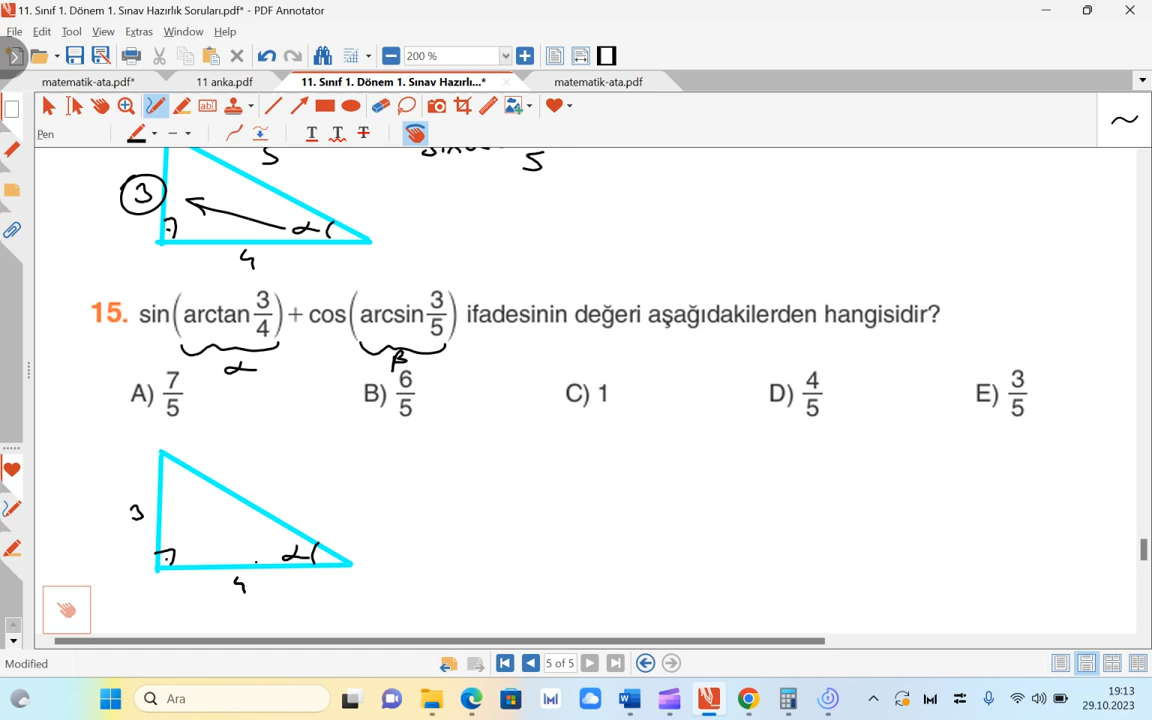 11. Sınıf 1. Dönem 1. Sınav Hazırlık Soruları.pdf* - PDF Annotator
File Edit Tool View Extras Window Help
200 %
matematik-ata.pdf* 11 anka.pdf 11. Sınıf 1. Dönem 1. Sınav Hazırlı...* matematik-ata.pdf
Pen
5
5
3
α
4
15. sin(arctan 3/4) + cos(arcsin 3/5) ifadesinin değeri aşağıdakilerden hangisidir?
α β
A) 7/5 B) 6/5 C) 1 D) 4/5 E) 3/5
3
α
4
5 of 5
Modified
Ara
19:13
29.10.2023